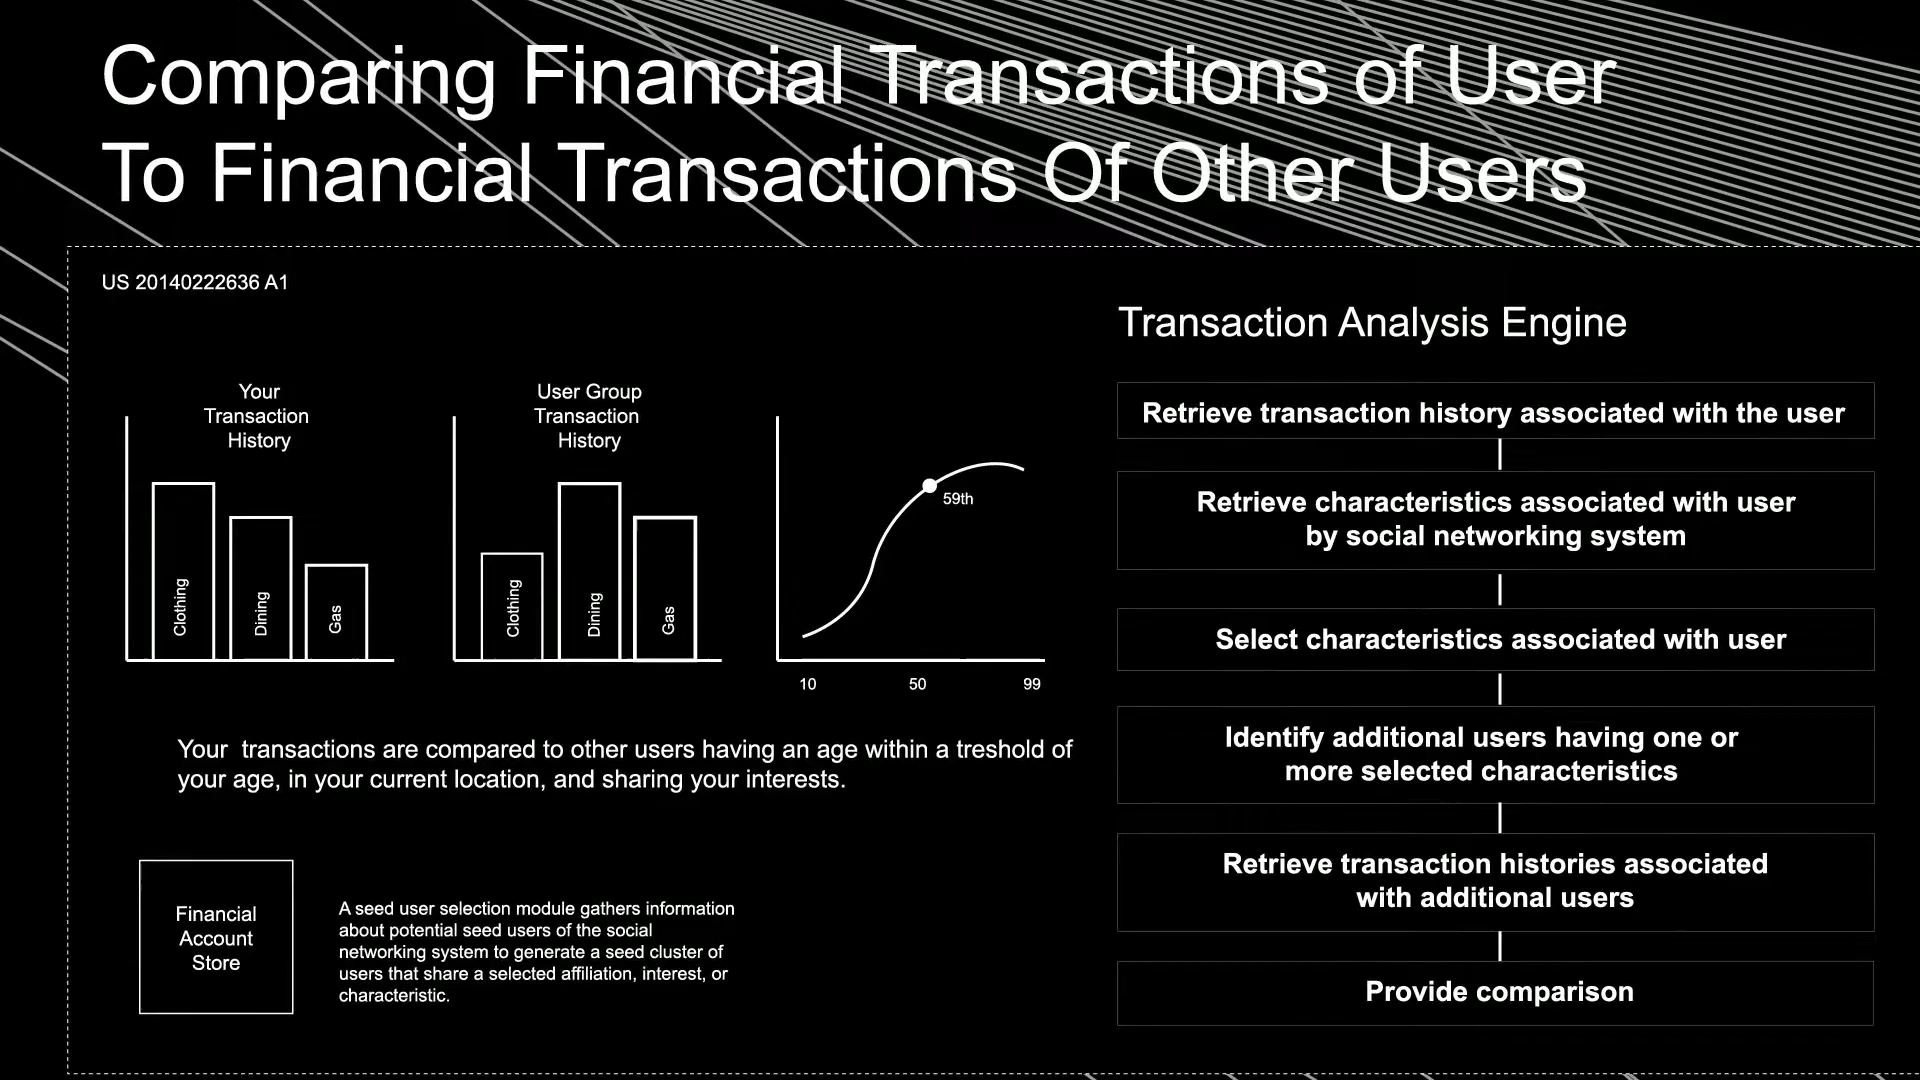 Comparing Financial Transactions of User
To Financial Transactions Of Other Users
US 20140222636 A1
Your
Transaction
History
Clothing
Dining
Gas
User Group
Transaction
History
Clothing
Dining
Gas
59th
10
50
99
Your transactions are compared to other users having an age within a treshold of
your age, in your current location, and sharing your interests.
Financial
Account
Store
A seed user selection module gathers information
about potential seed users of the social
networking system to generate a seed cluster of
users that share a selected affiliation, interest, or
characteristic.
Transaction Analysis Engine
Retrieve transaction history associated with the user
Retrieve characteristics associated with user
by social networking system
Select characteristics associated with user
Identify additional users having one or
more selected characteristics
Retrieve transaction histories associated
with additional users
Provide comparison